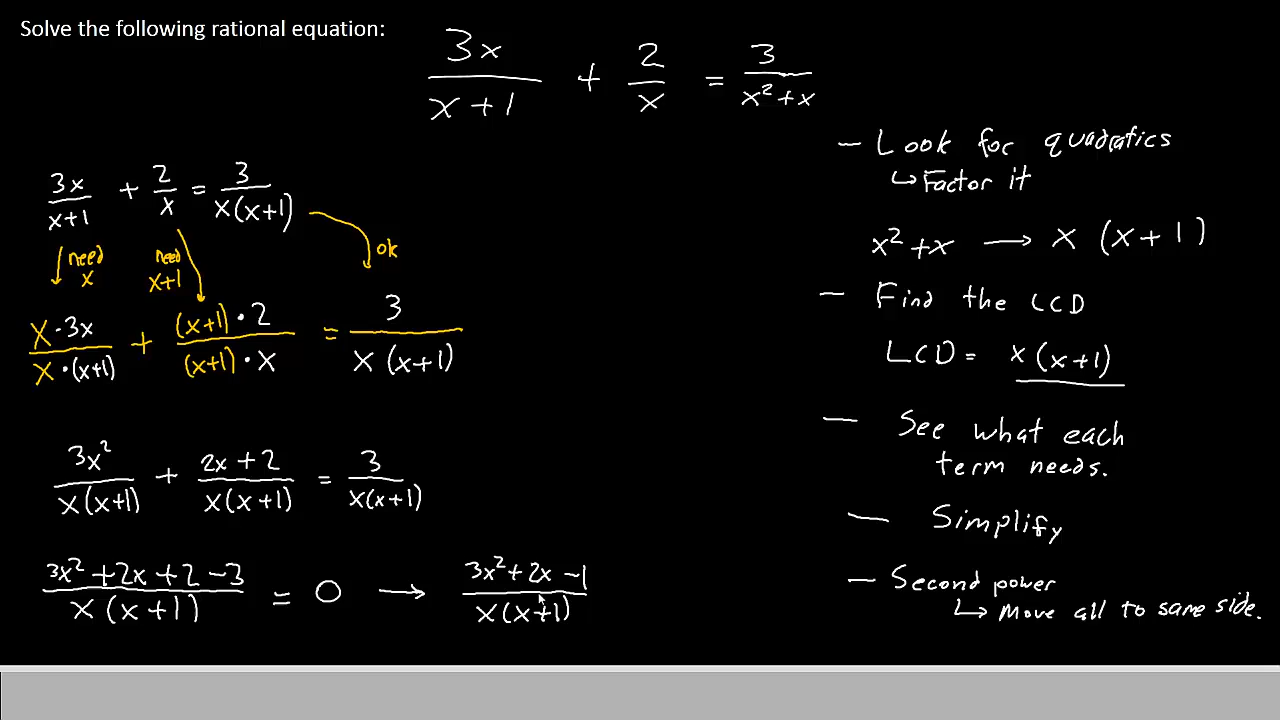 Solve the following rational equation:
3x/(x+1) + 2/x = 3/(x²+x)
3x/(x+1) + 2/x = 3/(x(x+1))
need x
need x+1
ok
(x·3x)/(x·(x+1)) + ((x+1)·2)/((x+1)·x) = 3/(x(x+1))
3x²/(x(x+1)) + (2x+2)/(x(x+1)) = 3/(x(x+1))
(3x²+2x+2-3)/(x(x+1)) = 0 → (3x²+2x-1)/(x(x+1))
- Look for quadratics
↳ Factor it
x²+x → x (x+1)
- Find the LCD
LCD = x(x+1)
- See what each
term needs.
- Simplify
- Second power
↳ Move all to same side.